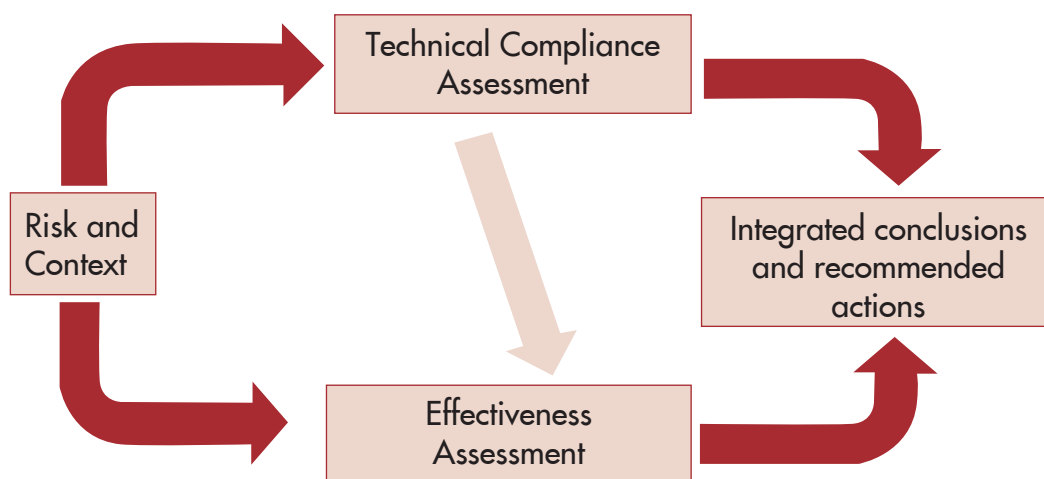 Technical Compliance
Assessment
Risk and
Context
Integrated conclusions
and recommended
actions
Effectiveness
Assessment